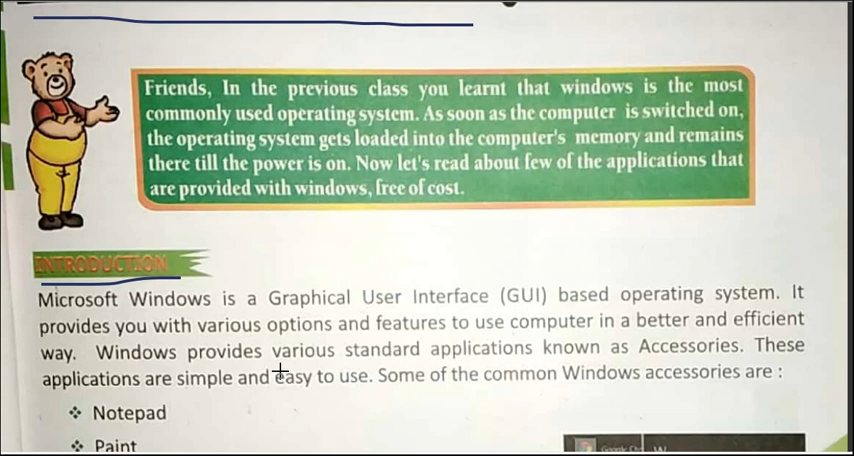 Friends, In the previous class you learnt that windows is the most
commonly used operating system. As soon as the computer is switched on,
the operating system gets loaded into the computer's memory and remains
there till the power is on. Now let's read about few of the applications that
are provided with windows, free of cost.
INTRODUCTION
Microsoft Windows is a Graphical User Interface (GUI) based operating system. It
provides you with various options and features to use computer in a better and efficient
way. Windows provides various standard applications known as Accessories. These
applications are simple and easy to use. Some of the common Windows accessories are :
❖ Notepad
❖ Paint